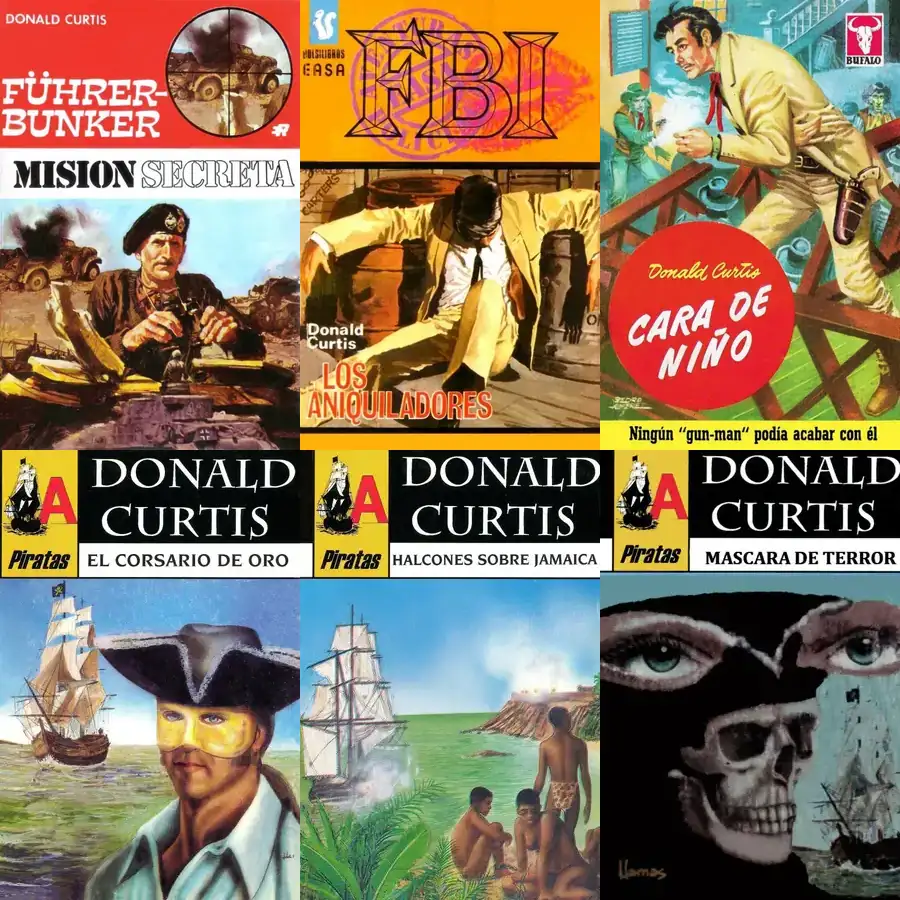 DONALD CURTIS
FÜHRER-
BUNKER
MISION SECRETA
BOLSILIBROS
EASA
FBI
Donald
Curtis
LOS
ANIQUILADORES
BUFALO
Donald Curtis
CARA DE
NIÑO
Ningún "gun-man" podía acabar con él
A
Piratas
DONALD
CURTIS
EL CORSARIO DE ORO
A
Piratas
DONALD
CURTIS
HALCONES SOBRE JAMAICA
A
Piratas
DONALD
CURTIS
MASCARA DE TERROR
llamas